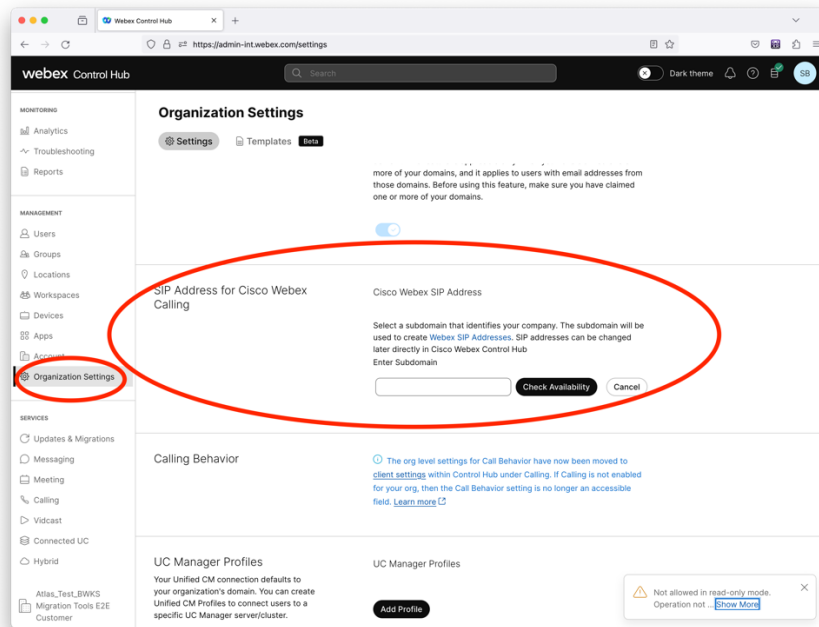 Webex Control Hub
https://admin-int.webex.com/settings
webex Control Hub
Search
Dark theme
SB
MONITORING
Analytics
Troubleshooting
Reports
MANAGEMENT
Users
Groups
Locations
Workspaces
Devices
Apps
Account
Organization Settings
SERVICES
Updates & Migrations
Messaging
Meeting
Calling
Vidcast
Connected UC
Hybrid
Atlas_Test_BWKS
Migration Tools E2E
Customer
Organization Settings
Settings
Templates
Beta
more of your domains, and it applies to users with email addresses from
those domains. Before using this feature, make sure you have claimed
one or more of your domains.
SIP Address for Cisco Webex
Calling
Cisco Webex SIP Address
Select a subdomain that identifies your company. The subdomain will be
used to create Webex SIP Addresses. SIP addresses can be changed
later directly in Cisco Webex Control Hub
Enter Subdomain
Check Availability
Cancel
Calling Behavior
The org level settings for Call Behavior have now been moved to
client settings within Control Hub under Calling. If Calling is not enabled
for your org, then the Call Behavior setting is no longer an accessible
field. Learn more
UC Manager Profiles
Your Unified CM connection defaults to
your organization's domain. You can create
Unified CM Profiles to connect users to a
specific UC Manager server/cluster.
UC Manager Profiles
Add Profile
Not allowed in read-only mode.
Operation not ... Show More